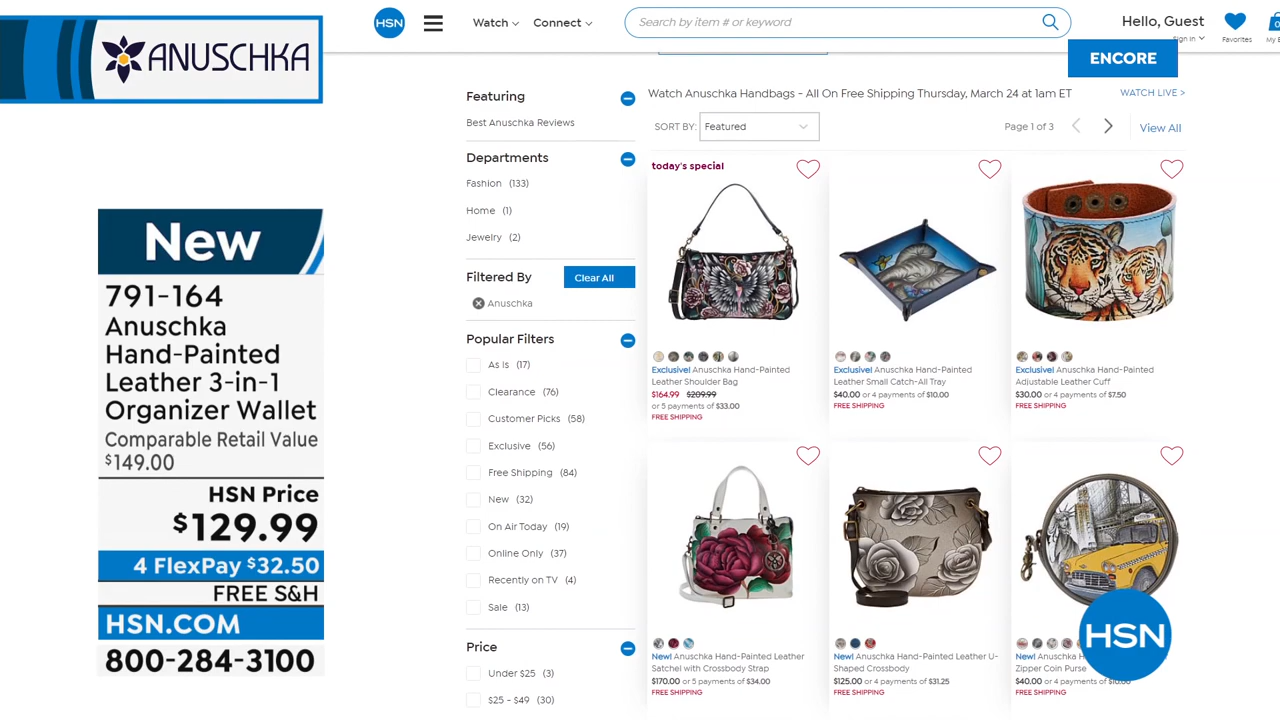 ANUSCHKA
New
791-164
Anuschka
Hand-Painted
Leather 3-in-1
Organizer Wallet
Comparable Retail Value
$149.00
HSN Price
$129.99
4 FlexPay $32.50
FREE S&H
HSN.COM
800-284-3100
HSN
Watch
Connect
Search by item # or keyword
Hello, Guest
Sign In
Favorites
0
ENCORE
Featuring
Best Anuschka Reviews
Departments
Fashion (133)
Home (1)
Jewelry (2)
Filtered By
Clear All
Anuschka
Popular Filters
As Is (17)
Clearance (76)
Customer Picks (58)
Exclusive (56)
Free Shipping (84)
New (32)
On Air Today (19)
Online Only (37)
Recently on TV (4)
Sale (13)
Price
Under $25 (3)
$25 - $49 (30)
Watch Anuschka Handbags - All On Free Shipping Thursday, March 24 at 1am ET
WATCH LIVE >
SORT BY: Featured
Page 1 of 3
View All
today's special
Exclusive! Anuschka Hand-Painted
Leather Shoulder Bag
$164.99 $209.99
or 5 payments of $33.00
FREE SHIPPING
Exclusive! Anuschka Hand-Painted
Leather Small Catch-All Tray
$40.00 or 4 payments of $10.00
FREE SHIPPING
Exclusive! Anuschka Hand-Painted
Adjustable Leather Cuff
$30.00 or 4 payments of $7.50
FREE SHIPPING
New! Anuschka Hand-Painted Leather
Satchel with Crossbody Strap
$170.00 or 5 payments of $34.00
FREE SHIPPING
New! Anuschka Hand-Painted Leather U-
Shaped Crossbody
$125.00 or 4 payments of $31.25
FREE SHIPPING
New! Anuschka
Zipper Coin Purse
$40.00 or 4 payments of $10.00
FREE SHIPPING
HSN